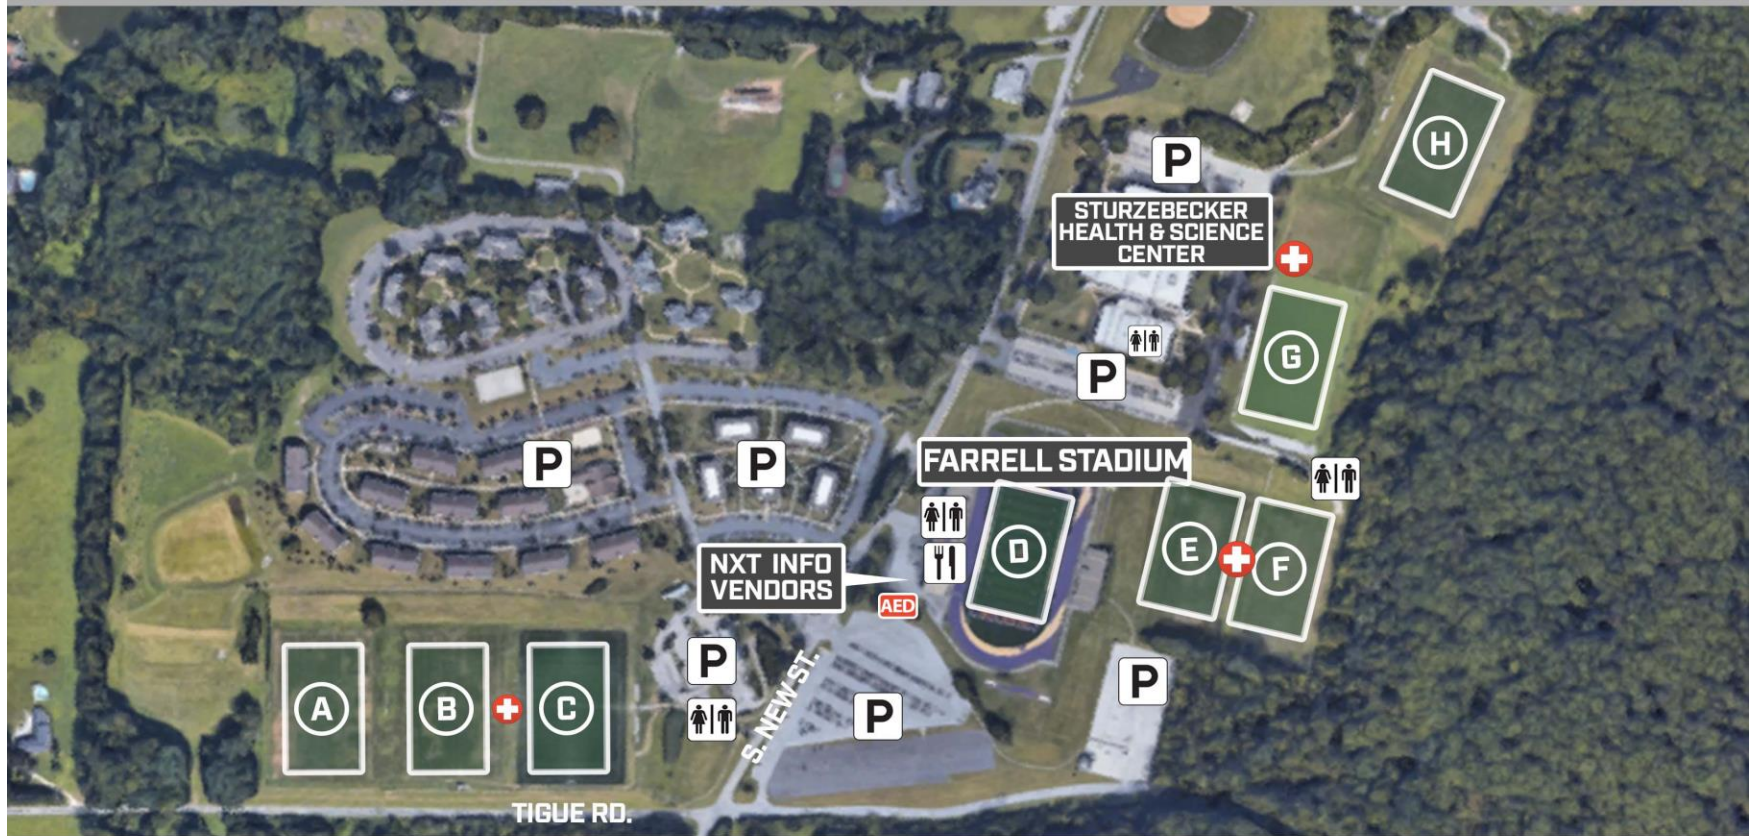 H
P
STURZEBECKER
HEALTH & SCIENCE
CENTER
G
P
FARRELL STADIUM
P
P
D
E
F
NXT INFO
VENDORS
AED
P
P
P
A
B
C
S. NEW ST.
TIGUE RD.